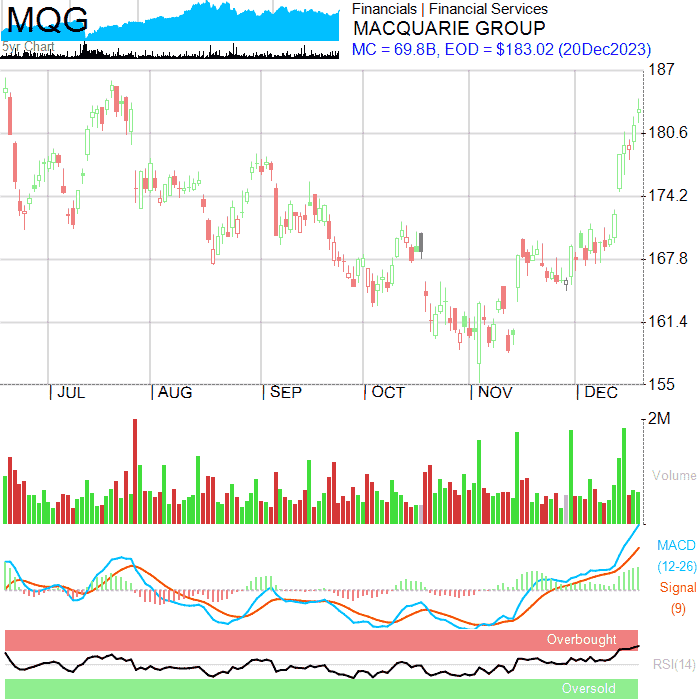 MQG
5yr Chart
Financials | Financial Services
MACQUARIE GROUP
MC = 69.8B, EOD = $183.02 (20Dec2023)
187
180.6
174.2
167.8
161.4
155
JUL
AUG
SEP
OCT
NOV
DEC
2M
Volume
MACD
(12-26)
Signal
(9)
Overbought
RSI(14)
Oversold